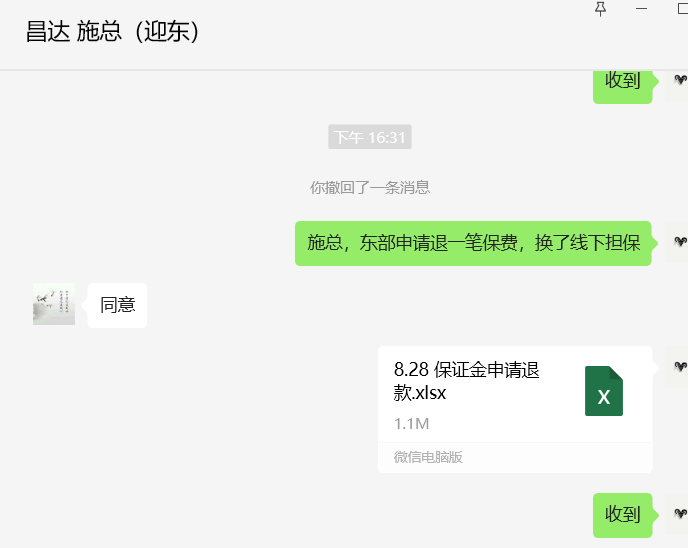 昌达 施总（迎东）
收到
下午 16:31
你撤回了一条消息
施总，东部申请退一笔保费，换了线下担保
同意
8.28 保证金申请退
款.xlsx
1.1M
微信电脑版
收到